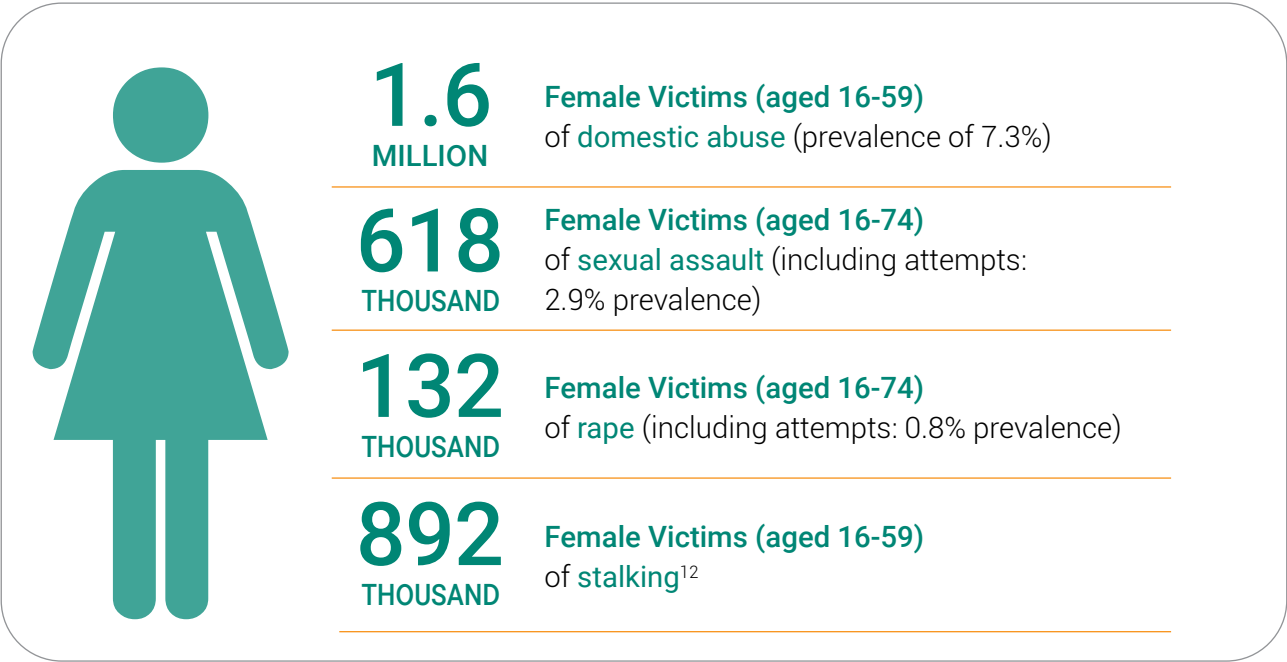 1.6
MILLION
Female Victims (aged 16-59)
of domestic abuse (prevalence of 7.3%)
618
THOUSAND
Female Victims (aged 16-74)
of sexual assault (including attempts:
2.9% prevalence)
132
THOUSAND
Female Victims (aged 16-74)
of rape (including attempts: 0.8% prevalence)
892
THOUSAND
Female Victims (aged 16-59)
of stalking¹²